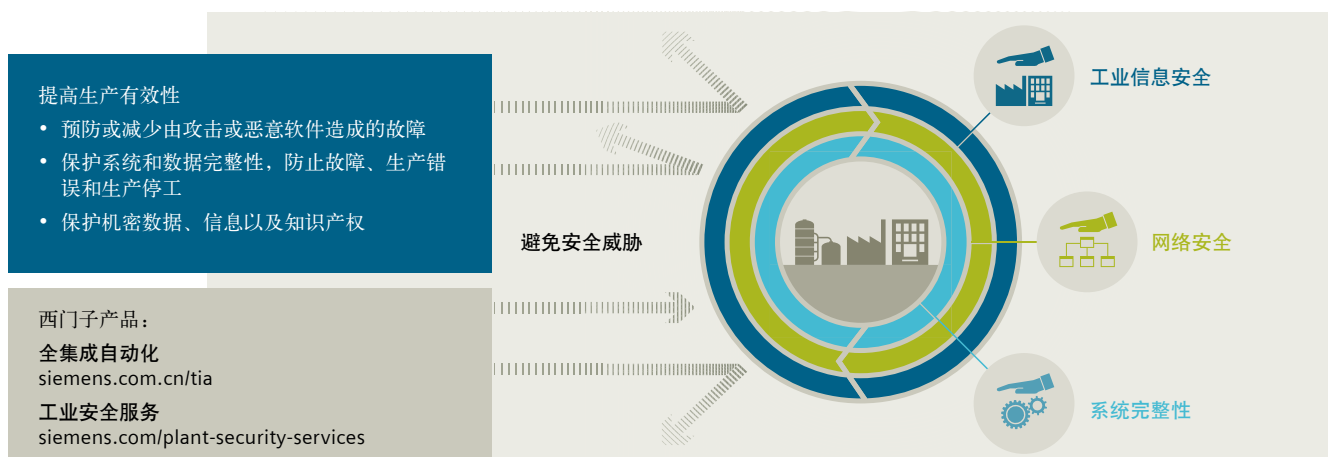 提高生产有效性
• 预防或减少由攻击或恶意软件造成的故障
• 保护系统和数据完整性，防止故障、生产错
误和生产停工
• 保护机密数据、信息以及知识产权
西门子产品：
全集成自动化
siemens.com.cn/tia
工业安全服务
siemens.com/plant-security-services
避免安全威胁
工业信息安全
网络安全
系统完整性